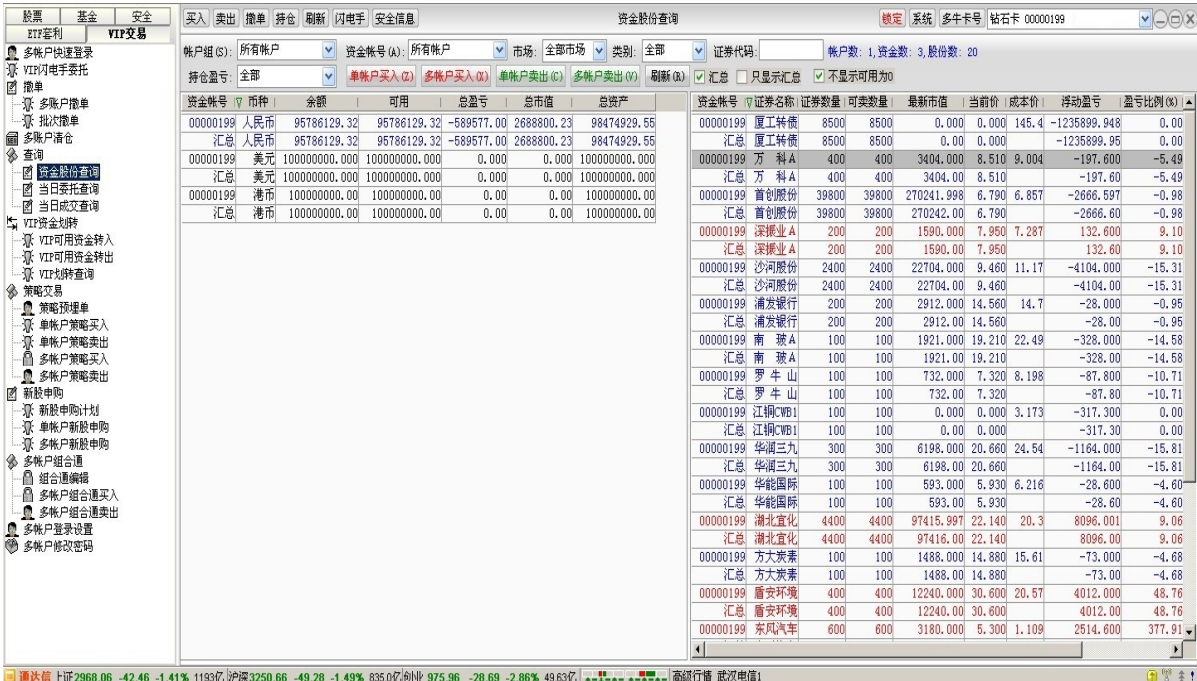 股票 基金 安全
ETF套利 VIP交易
多帐户快速登录
VIP闪电手委托
撤单
多账户撤单
批次撤单
多账户清仓
查询
资金股份查询
当日委托查询
当日成交查询
VIP资金划转
VIP可用资金转入
VIP可用资金转出
VIP划转查询
策略交易
策略预埋单
单帐户策略买入
单帐户策略卖出
多帐户策略买入
多帐户策略卖出
新股申购
新股申购计划
单帐户新股申购
多帐户新股申购
多帐户组合通
组合通编辑
多帐户组合通买入
多帐户组合通卖出
多帐户登录设置
多帐户修改密码
买入 卖出 撤单 持仓 刷新 闪电手 安全信息 资金股份查询 锁定 系统 多牛卡号 钻石卡 00000199
帐户组(S): 所有帐户 资金帐号(A): 所有帐户 市场: 全部市场 类别: 全部 证券代码: 帐户数: 1,资金数: 3,股份数: 20
持仓盈亏: 全部 单帐户买入(Z) 多帐户买入(X) 单帐户卖出(C) 多帐户卖出(V) 刷新(R) 汇总 只显示汇总 不显示可用为0
资金帐号 币种 余额 可用 总盈亏 总市值 总资产
00000199 人民币 95786129.32 95786129.32 -589577.00 2688800.23 98474929.55
汇总 人民币 95786129.32 95786129.32 -589577.00 2688800.23 98474929.55
00000199 美元 100000000.000 100000000.000 0.000 0.000 100000000.000
汇总 美元 100000000.000 100000000.000 0.000 0.000 100000000.000
00000199 港币 100000000.00 100000000.00 0.00 0.00 100000000.00
汇总 港币 100000000.00 100000000.00 0.00 0.00 100000000.00
资金帐号 证券名称 证券数量 可卖数量 最新市值 当前价 成本价 浮动盈亏 盈亏比例(%)
00000199 厦工转债 8500 8500 0.000 0.000 145.4 -1235899.948 0.00
汇总 厦工转债 8500 8500 0.00 0.000 -1235899.95 0.00
00000199 万 科A 400 400 3404.000 8.510 9.004 -197.600 -5.49
汇总 万 科A 400 400 3404.00 8.510 -197.60 -5.49
00000199 首创股份 39800 39800 270241.998 6.790 6.857 -2666.597 -0.98
汇总 首创股份 39800 39800 270242.00 6.790 -2666.60 -0.98
00000199 深振业A 200 200 1590.000 7.950 7.287 132.600 9.10
汇总 深振业A 200 200 1590.00 7.950 132.60 9.10
00000199 沙河股份 2400 2400 22704.000 9.460 11.17 -4104.000 -15.31
汇总 沙河股份 2400 2400 22704.00 9.460 -4104.00 -15.31
00000199 浦发银行 200 200 2912.000 14.560 14.7 -28.000 -0.95
汇总 浦发银行 200 200 2912.00 14.560 -28.00 -0.95
00000199 南 玻A 100 100 1921.000 19.210 22.49 -328.000 -14.58
汇总 南 玻A 100 100 1921.00 19.210 -328.00 -14.58
00000199 罗 牛 山 100 100 732.000 7.320 8.198 -87.800 -10.71
汇总 罗 牛 山 100 100 732.00 7.320 -87.80 -10.71
00000199 江铜CWB1 100 100 0.000 0.000 3.173 -317.300 0.00
汇总 江铜CWB1 100 100 0.00 0.000 -317.30 0.00
00000199 华润三九 300 300 6198.000 20.660 24.54 -1164.000 -15.81
汇总 华润三九 300 300 6198.00 20.660 -1164.00 -15.81
00000199 华能国际 100 100 593.000 5.930 6.216 -28.600 -4.60
汇总 华能国际 100 100 593.00 5.930 -28.60 -4.60
00000199 湖北宜化 4400 4400 97415.997 22.140 20.3 8096.001 9.06
汇总 湖北宜化 4400 4400 97416.00 22.140 8096.00 9.06
00000199 方大炭素 100 100 1488.000 14.880 15.61 -73.000 -4.68
汇总 方大炭素 100 100 1488.00 14.880 -73.00 -4.68
00000199 盾安环境 400 400 12240.000 30.600 20.57 4012.000 48.76
汇总 盾安环境 400 400 12240.00 30.600 4012.00 48.76
00000199 东风汽车 600 600 3180.000 5.300 1.109 2514.600 377.91
通达信 上证2968.06 -42.46 -1.41% 1193亿 沪深3250.66 -49.28 -1.49% 835.0亿 创业 975.96 -28.69 -2.86% 49.63亿 高级行情 武汉电信1